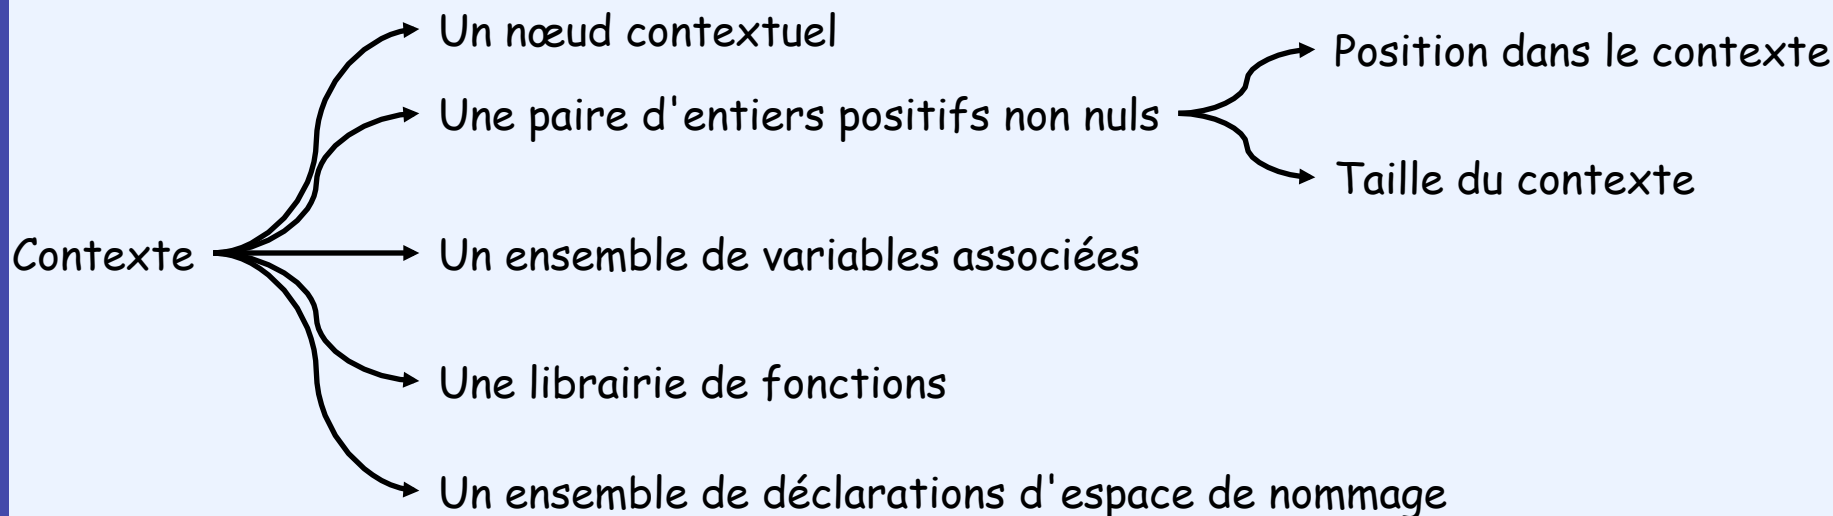 Un nœud contextuel
Position dans le contexte
Une paire d'entiers positifs non nuls
Taille du contexte
Contexte
Un ensemble de variables associées
Une librairie de fonctions
Un ensemble de déclarations d'espace de nommage